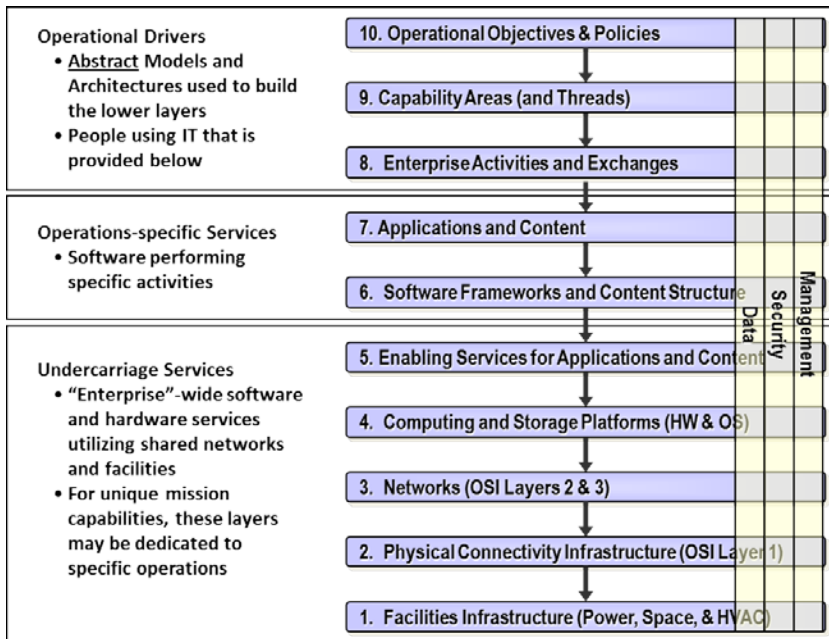 Operational Drivers
• Abstract Models and
Architectures used to build
the lower layers
• People using IT that is
provided below
10. Operational Objectives & Policies
9. Capability Areas (and Threads)
8. Enterprise Activities and Exchanges
Operations-specific Services
• Software performing
specific activities
7. Applications and Content
6. Software Frameworks and Content Structure
Undercarriage Services
• “Enterprise”-wide software
and hardware services
utilizing shared networks
and facilities
• For unique mission
capabilities, these layers
may be dedicated to
specific operations
5. Enabling Services for Applications and Content
4. Computing and Storage Platforms (HW & OS)
3. Networks (OSI Layers 2 & 3)
2. Physical Connectivity Infrastructure (OSI Layer 1)
1. Facilities Infrastructure (Power, Space, & HVAC)
Data
Security
Management